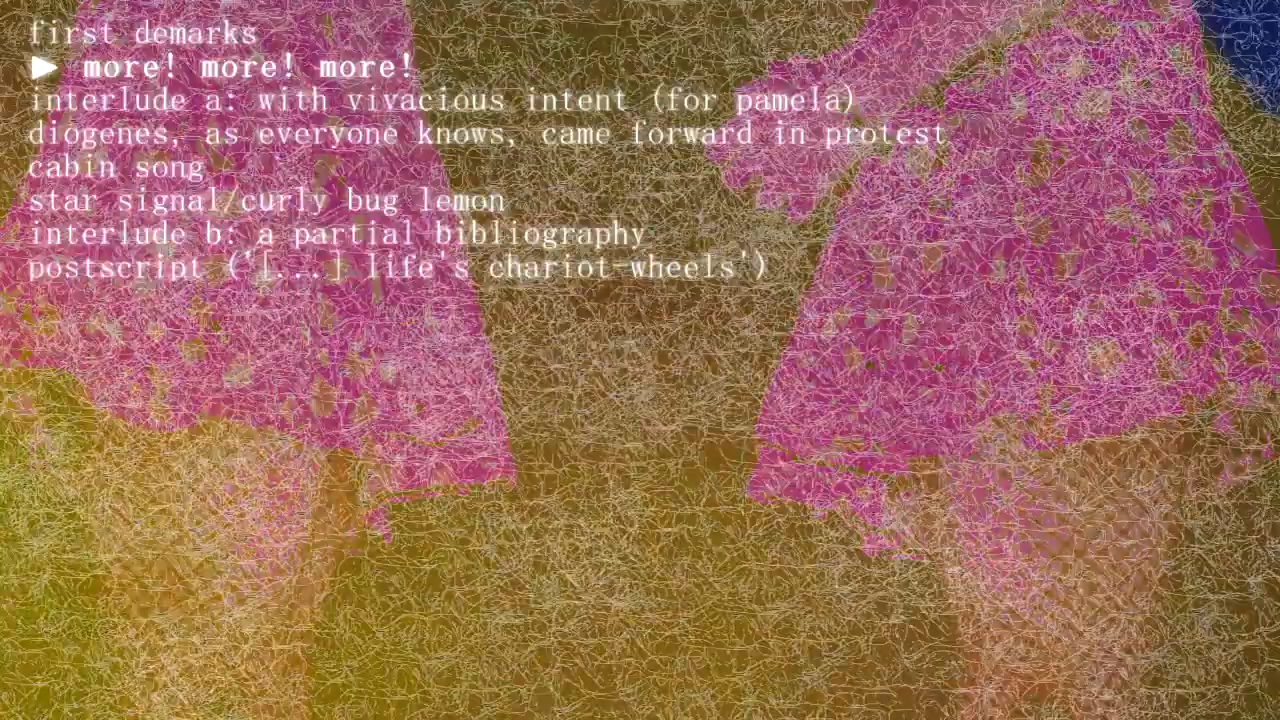 first demarks
▶ more! more! more!
interlude a: with vivacious intent (for pamela)
diogenes, as everyone knows, came forward in protest
cabin song
star signal/curly bug lemon
interlude b: a partial bibliography
postscript ('[...] life's chariot-wheels')